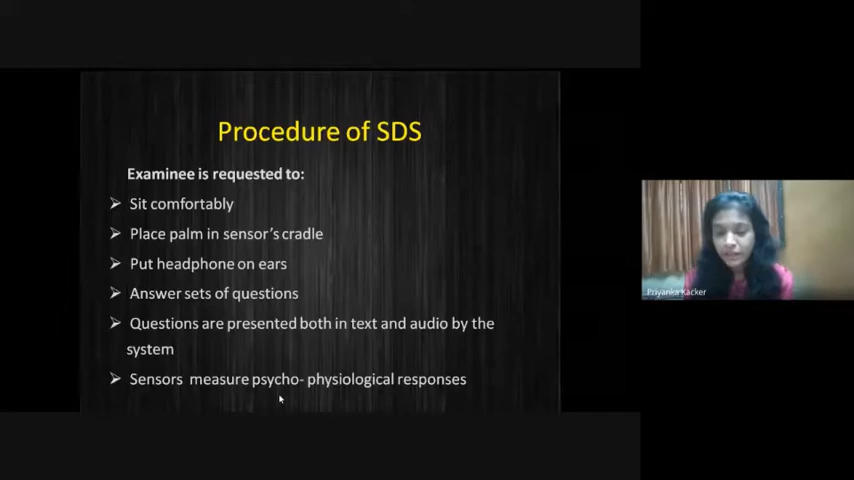 Procedure of SDS
Examinee is requested to:
➢ Sit comfortably
➢ Place palm in sensor's cradle
➢ Put headphone on ears
➢ Answer sets of questions
➢ Questions are presented both in text and audio by the
system
➢ Sensors measure psycho- physiological responses
Priyanka Kacker